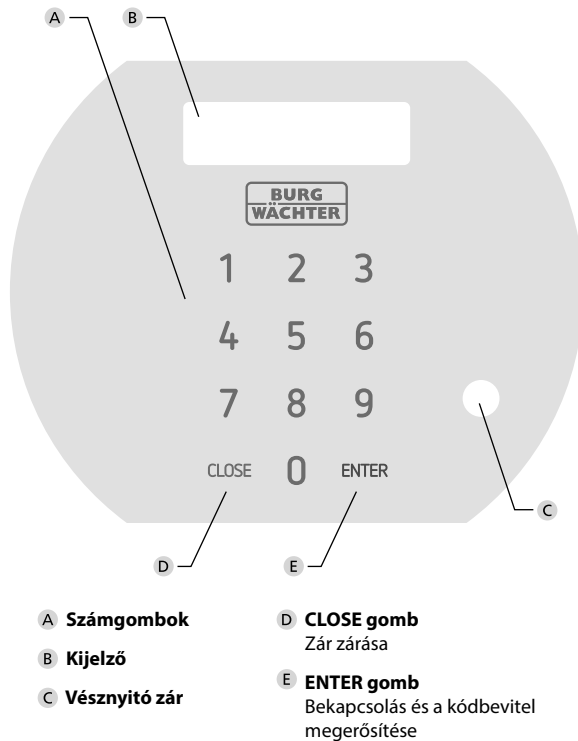 A B
BURG
WÄCHTER
1 2 3
4 5 6
7 8 9
CLOSE 0 ENTER
C
D E
A Számgombok
B Kijelző
C Vésznyitó zár
D CLOSE gomb
Zár zárása
E ENTER gomb
Bekapcsolás és a kódbevitel
megerősítése